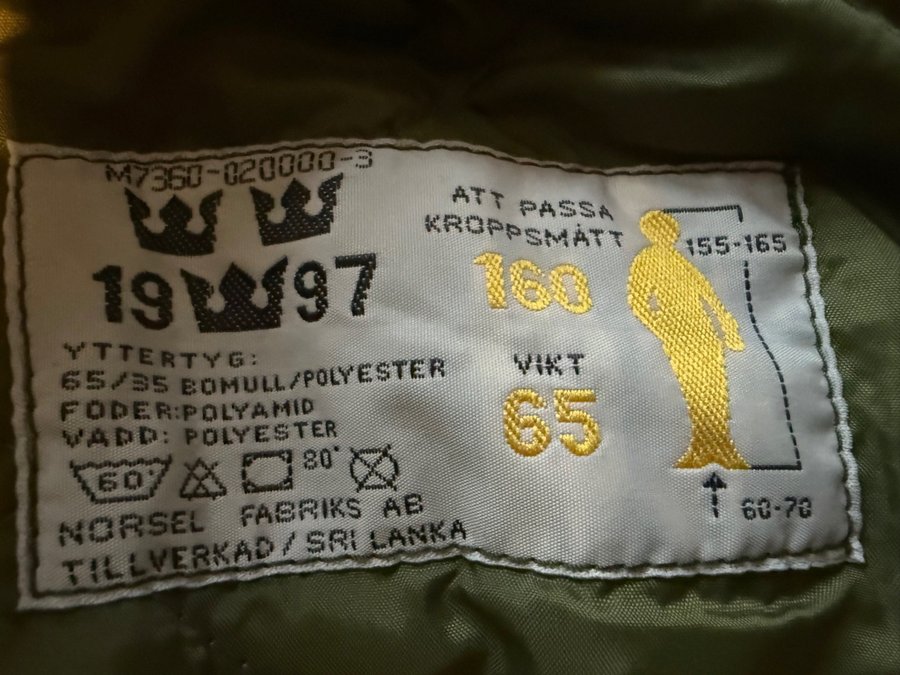 M7360-020000-3
1997
YTTERTYG:
65/35 BOMULL/POLYESTER
FODER:POLYAMID
VADD: POLYESTER
60° 80°
NORSEL FABRIKS AB
TILLVERKAD/SRI LANKA
ATT PASSA
KROPPSMÅTT
160
VIKT
65
155-165
60-70